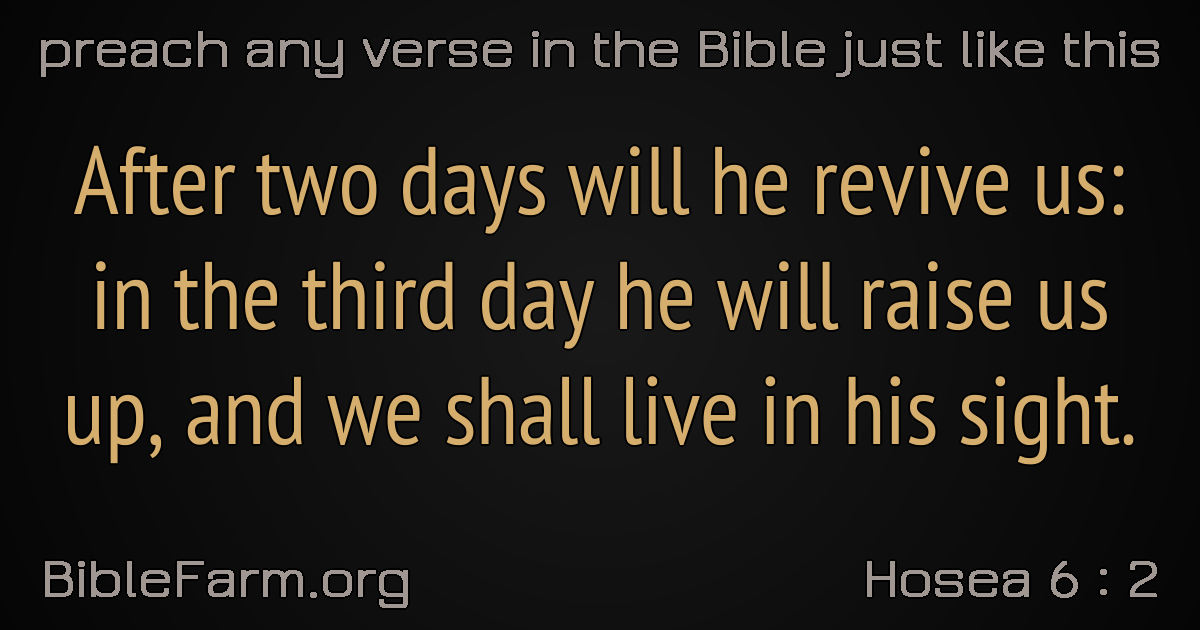 preach any verse in the Bible just like this
After two days will he revive us:
in the third day he will raise us
up, and we shall live in his sight.
BibleFarm.org
Hosea 6 : 2